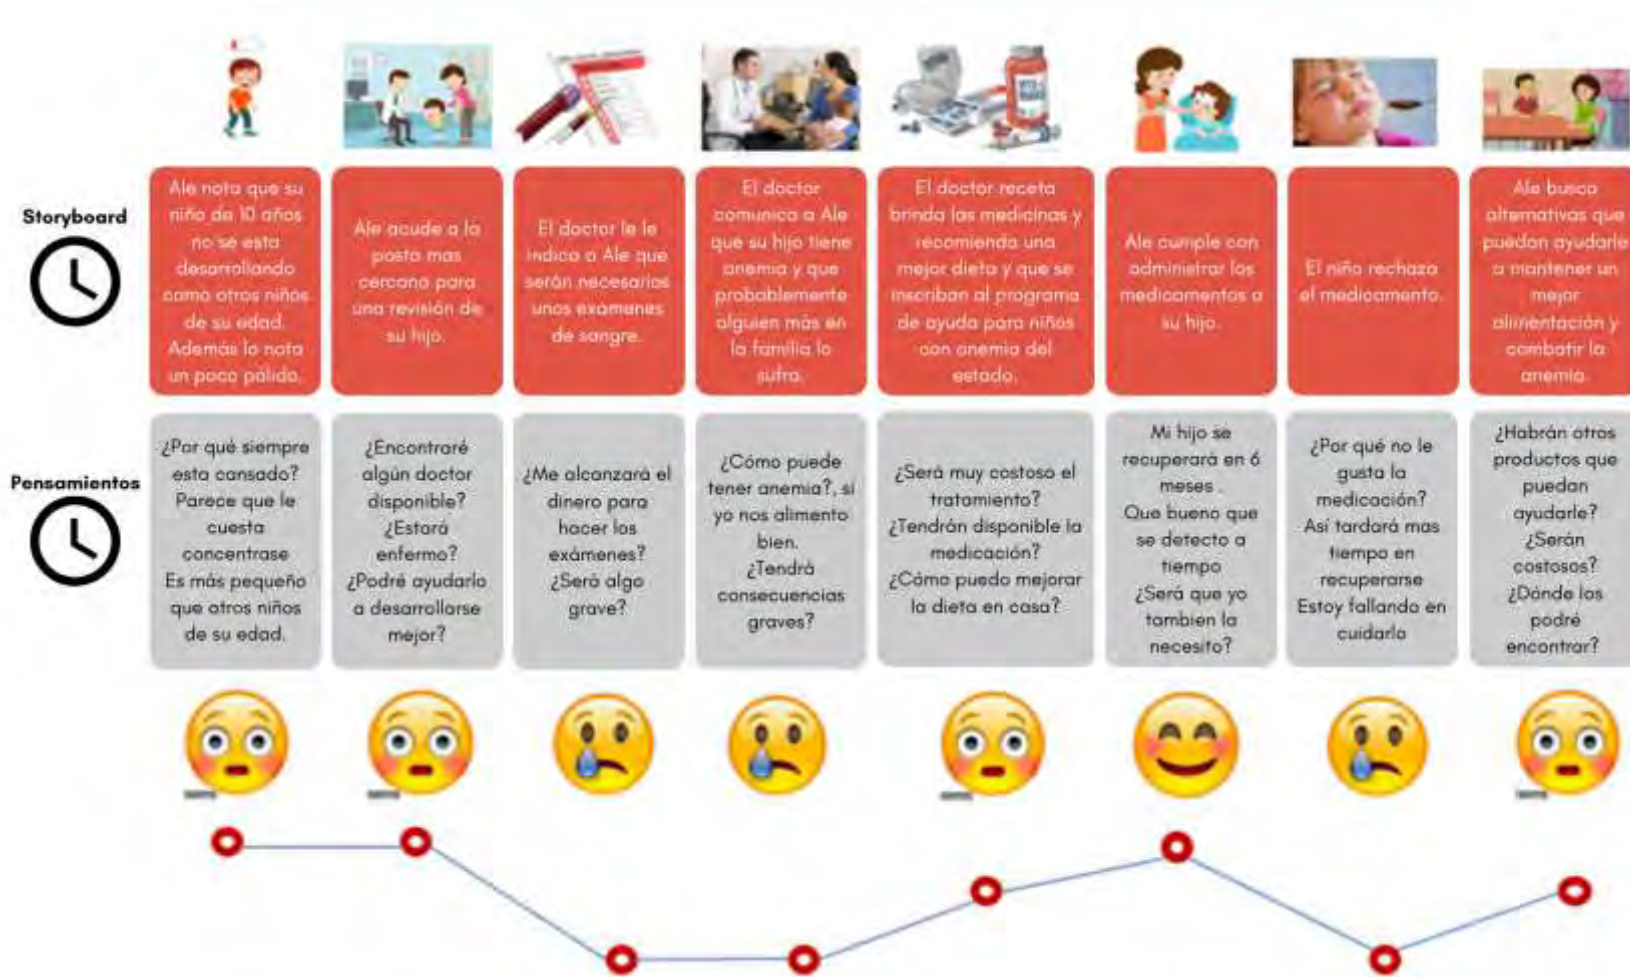 Storyboard
Ale nota que su
niño de 10 años
no se esta
desarrollando
como otros niños
de su edad.
Además lo nota
un poco pálido.
Ale acude a la
posta mas
cercana para
una revisión de
su hijo.
El doctor le le
indica a Ale que
serán necesarios
unos exámenes
de sangre.
El doctor
comunica a Ale
que su hijo tiene
anemia y que
probablemente
alguien más en
la familia lo
sufra.
El doctor receta
brinda las medicinas y
recomienda una
mejor dieta y que se
inscriban al programa
de ayuda para niños
con anemia del
estado.
Ale cumple con
administrar los
medicamentos a
su hijo.
El niño rechaza
el medicamento.
Ale busca
alternativas que
puedan ayudarle
a mantener un
mejor
alimentación y
combatir la
anemia.
Pensamientos
¿Por qué siempre
esta cansado?
Parece que le
cuesta
concentrase
Es más pequeño
que otros niños
de su edad.
¿Encontraré
algún doctor
disponible?
¿Estará
enfermo?
¿Podré ayudarlo
a desarrollarse
mejor?
¿Me alcanzará el
dinero para
hacer los
exámenes?
¿Será algo
grave?
¿Cómo puede
tener anemia?, si
yo nos alimento
bien.
¿Tendrá
consecuencias
graves?
¿Será muy costoso el
tratamiento?
¿Tendrán disponible la
medicación?
¿Cómo puedo mejorar
la dieta en casa?
Mi hijo se
recuperará en 6
meses .
Que bueno que
se detecto a
tiempo
¿Será que yo
tambien la
necesito?
¿Por qué no le
gusta la
medicación?
Así tardará mas
tiempo en
recuperarse
Estoy fallando en
cuidarlo
¿Habrán otros
productos que
puedan
ayudarle?
¿Serán
costosos?
¿Dónde los
podré
encontrar?